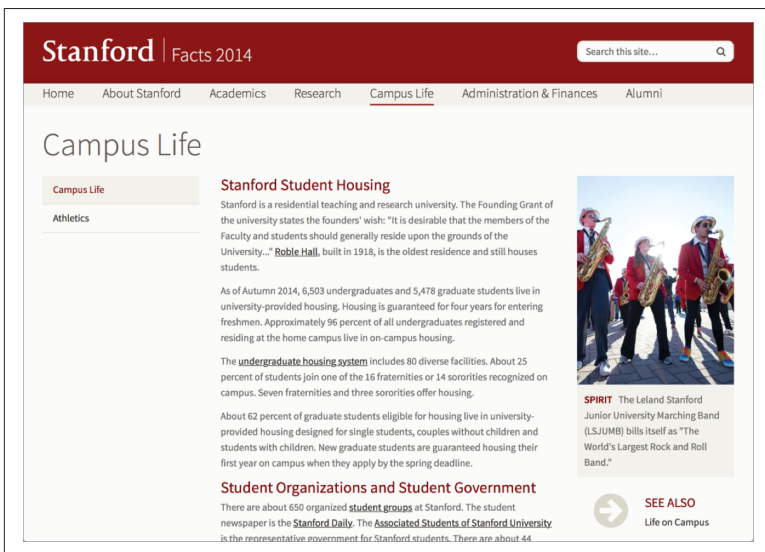 Stanford Facts 2014
Search this site...
Home About Stanford Academics Research Campus Life Administration & Finances Alumni
Campus Life
Campus Life
Athletics
Stanford Student Housing
Stanford is a residential teaching and research university. The Founding Grant of
the university states the founders' wish: "It is desirable that the members of the
Faculty and students should generally reside upon the grounds of the
University..." Roble Hall, built in 1918, is the oldest residence and still houses
students.
As of Autumn 2014, 6,503 undergraduates and 5,478 graduate students live in
university-provided housing. Housing is guaranteed for four years for entering
freshmen. Approximately 96 percent of all undergraduates registered and
residing at the home campus live in on-campus housing.
The undergraduate housing system includes 80 diverse facilities. About 25
percent of students join one of the 16 fraternities or 14 sororities recognized on
campus. Seven fraternities and three sororities offer housing.
About 62 percent of graduate students eligible for housing live in university-
provided housing designed for single students, couples without children and
students with children. New graduate students are guaranteed housing their
first year on campus when they apply by the spring deadline.
Student Organizations and Student Government
There are about 650 organized student groups at Stanford. The student
newspaper is the Stanford Daily. The Associated Students of Stanford University
is the representative government for Stanford students. There are about 44
SPIRIT The Leland Stanford
Junior University Marching Band
(LSJUMB) bills itself as "The
World's Largest Rock and Roll
Band."
SEE ALSO
Life on Campus